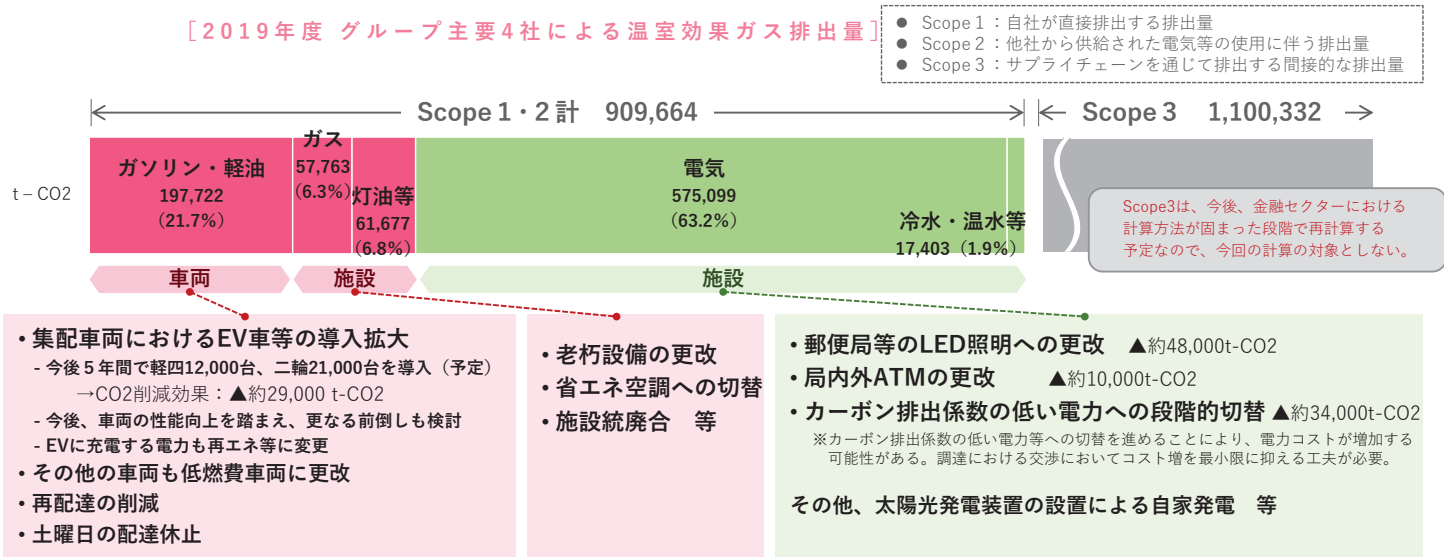 [2019年度 グループ主要4社による温室効果ガス排出量]
● Scope 1 ：自社が直接排出する排出量
● Scope 2 ：他社から供給された電気等の使用に伴う排出量
● Scope 3 ：サプライチェーンを通じて排出する間接的な排出量
Scope 1・2 計 909,664
Scope 3 1,100,332
t－CO2
ガソリン・軽油
197,722
(21.7%)
ガス
57,763
(6.3%)
灯油等
61,677
(6.8%)
電気
575,099
(63.2%)
冷水・温水等
17,403（1.9%）
Scope3は、今後、金融セクターにおける
計算方法が固まった段階で再計算する
予定なので、今回の計算の対象としない。
車両
施設
施設
・集配車両におけるEV車等の導入拡大
- 今後５年間で軽四12,000台、二輪21,000台を導入（予定）
→CO2削減効果：▲約29,000 t-CO2
- 今後、車両の性能向上を踏まえ、更なる前倒しも検討
- EVに充電する電力も再エネ等に変更
・その他の車両も低燃費車両に更改
・再配達の削減
・土曜日の配達休止
・老朽設備の更改
・省エネ空調への切替
・施設統廃合　等
・郵便局等のLED照明への更改 ▲約48,000t-CO2
・局内外ATMの更改 ▲約10,000t-CO2
・カーボン排出係数の低い電力への段階的切替 ▲約34,000t-CO2
※カーボン排出係数の低い電力等への切替を進めることにより、電力コストが増加する
可能性がある。調達における交渉においてコスト増を最小限に抑える工夫が必要。
その他、太陽光発電装置の設置による自家発電　等